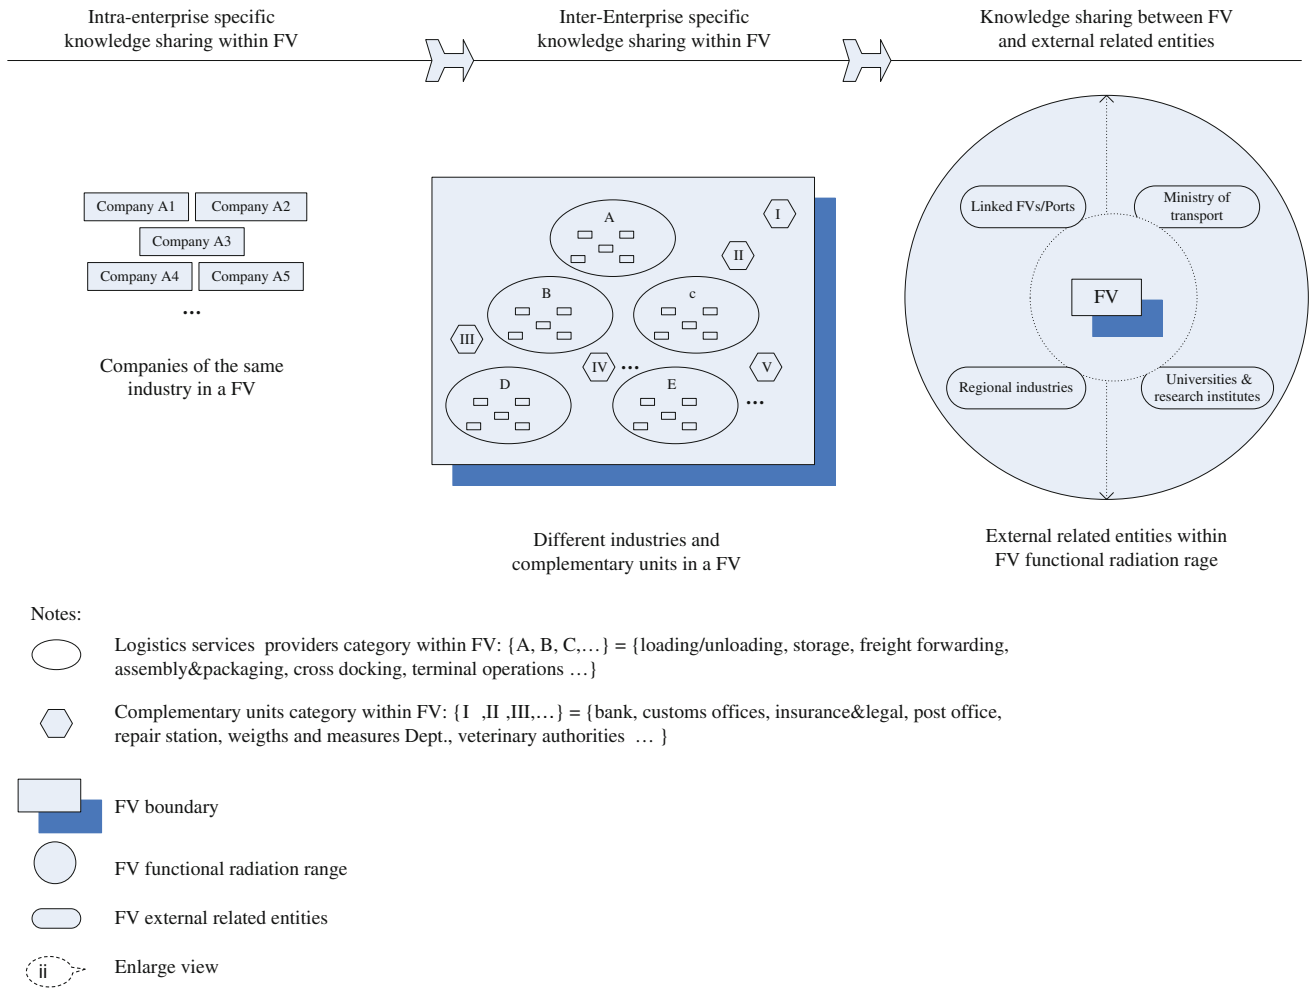 Intra-enterprise specific
knowledge sharing within FV
Inter-Enterprise specific
knowledge sharing within FV
Knowledge sharing between FV
and external related entities
Company A1
Company A2
Company A3
Company A4
Company A5
...
Companies of the same
industry in a FV
A
I
II
B
c
III
IV
...
V
D
E
...
Different industries and
complementary units in a FV
Linked FVs/Ports
Ministry of
transport
FV
Regional industries
Universities &
research institutes
External related entities within
FV functional radiation rage
Notes:
Logistics services providers category within FV: {A, B, C,...} = {loading/unloading, storage, freight forwarding,
assembly&packaging, cross docking, terminal operations ...}
Complementary units category within FV: {I ,II ,III,...} = {bank, customs offices, insurance&legal, post office,
repair station, weigths and measures Dept., veterinary authorities ... }
FV boundary
FV functional radiation range
FV external related entities
ii
Enlarge view